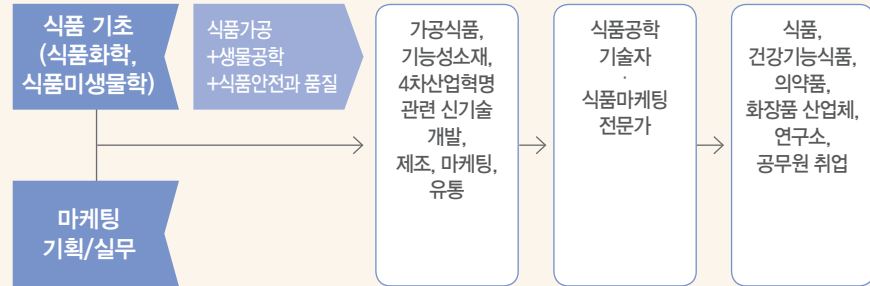 식품 기초
(식품화학,
식품미생물학)
식품가공
+생물공학
+식품안전과 품질
마케팅
기획/실무
가공식품,
기능성소재,
4차산업혁명
관련 신기술
개발,
제조, 마케팅,
유통
식품공학
기술자
·
식품마케팅
전문가
식품,
건강기능식품,
의약품,
화장품 산업체,
연구소,
공무원 취업